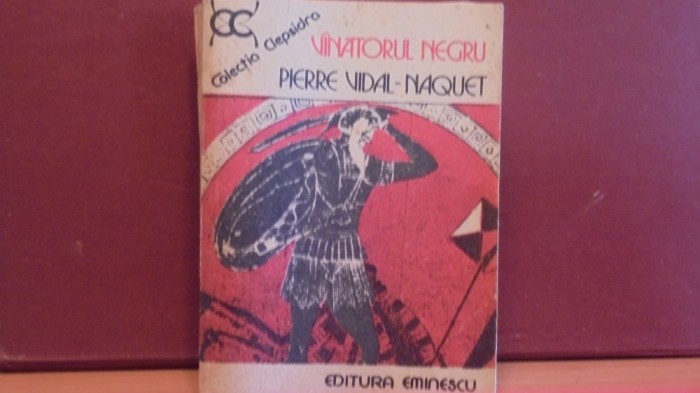 CC
Colecția Clepsidra
VÎNATORUL NEGRU
PIERRE VIDAL-NAQUET
EDITURA EMINESCU